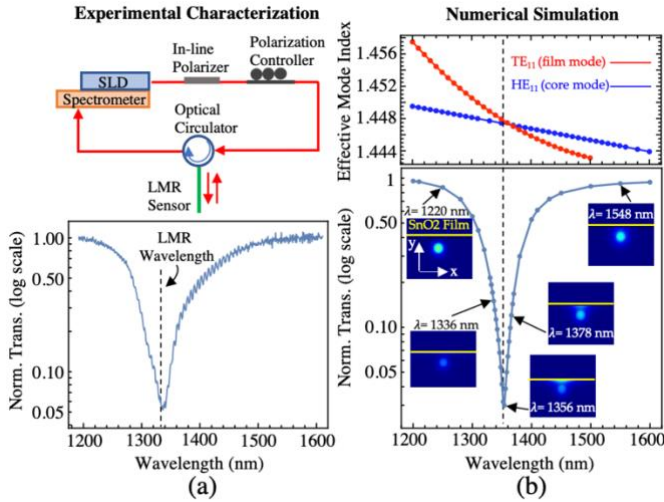 Experimental Characterization
In-line
Polarizer
Polarization
Controller
SLD
Spectrometer
Optical
Circulator
LMR
Sensor
LMR
Wavelength
Norm. Trans. (log scale)
1.00
0.50
0.10
0.05
1200 1300 1400 1500 1600
Wavelength (nm)
(a)
Numerical Simulation
Effective Mode Index
1.456
1.452
1.448
1.444
TE11 (film mode)
HE11 (core mode)
Norm. Trans. (log scale)
1
0.50
0.10
0.05
λ= 1220 nm
SnO2 Film
y
x
λ= 1548 nm
λ= 1336 nm
λ= 1378 nm
λ= 1356 nm
1200 1300 1400 1500 1600
Wavelength (nm)
(b)